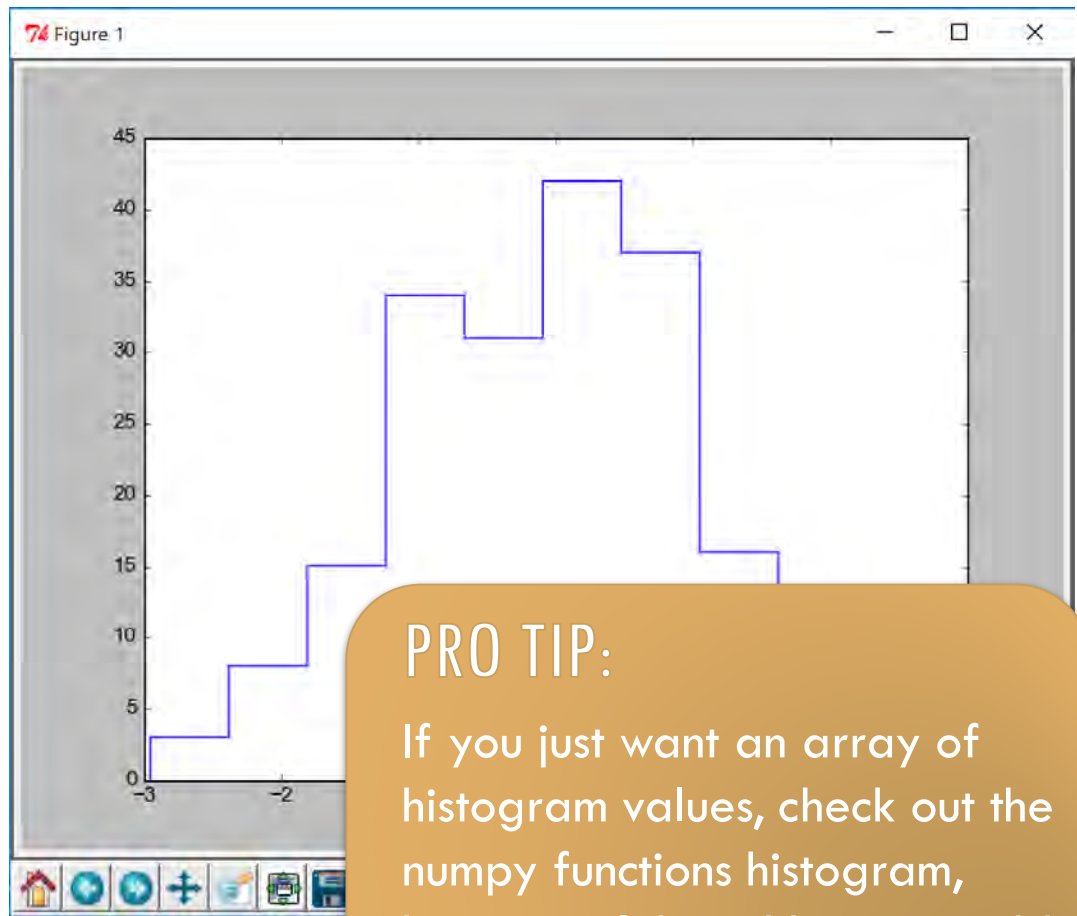 Figure 1
45
40
35
30
25
20
15
10
5
0
-3
-2
PRO TIP:
If you just want an array of
histogram values, check out the
numpy functions histogram,